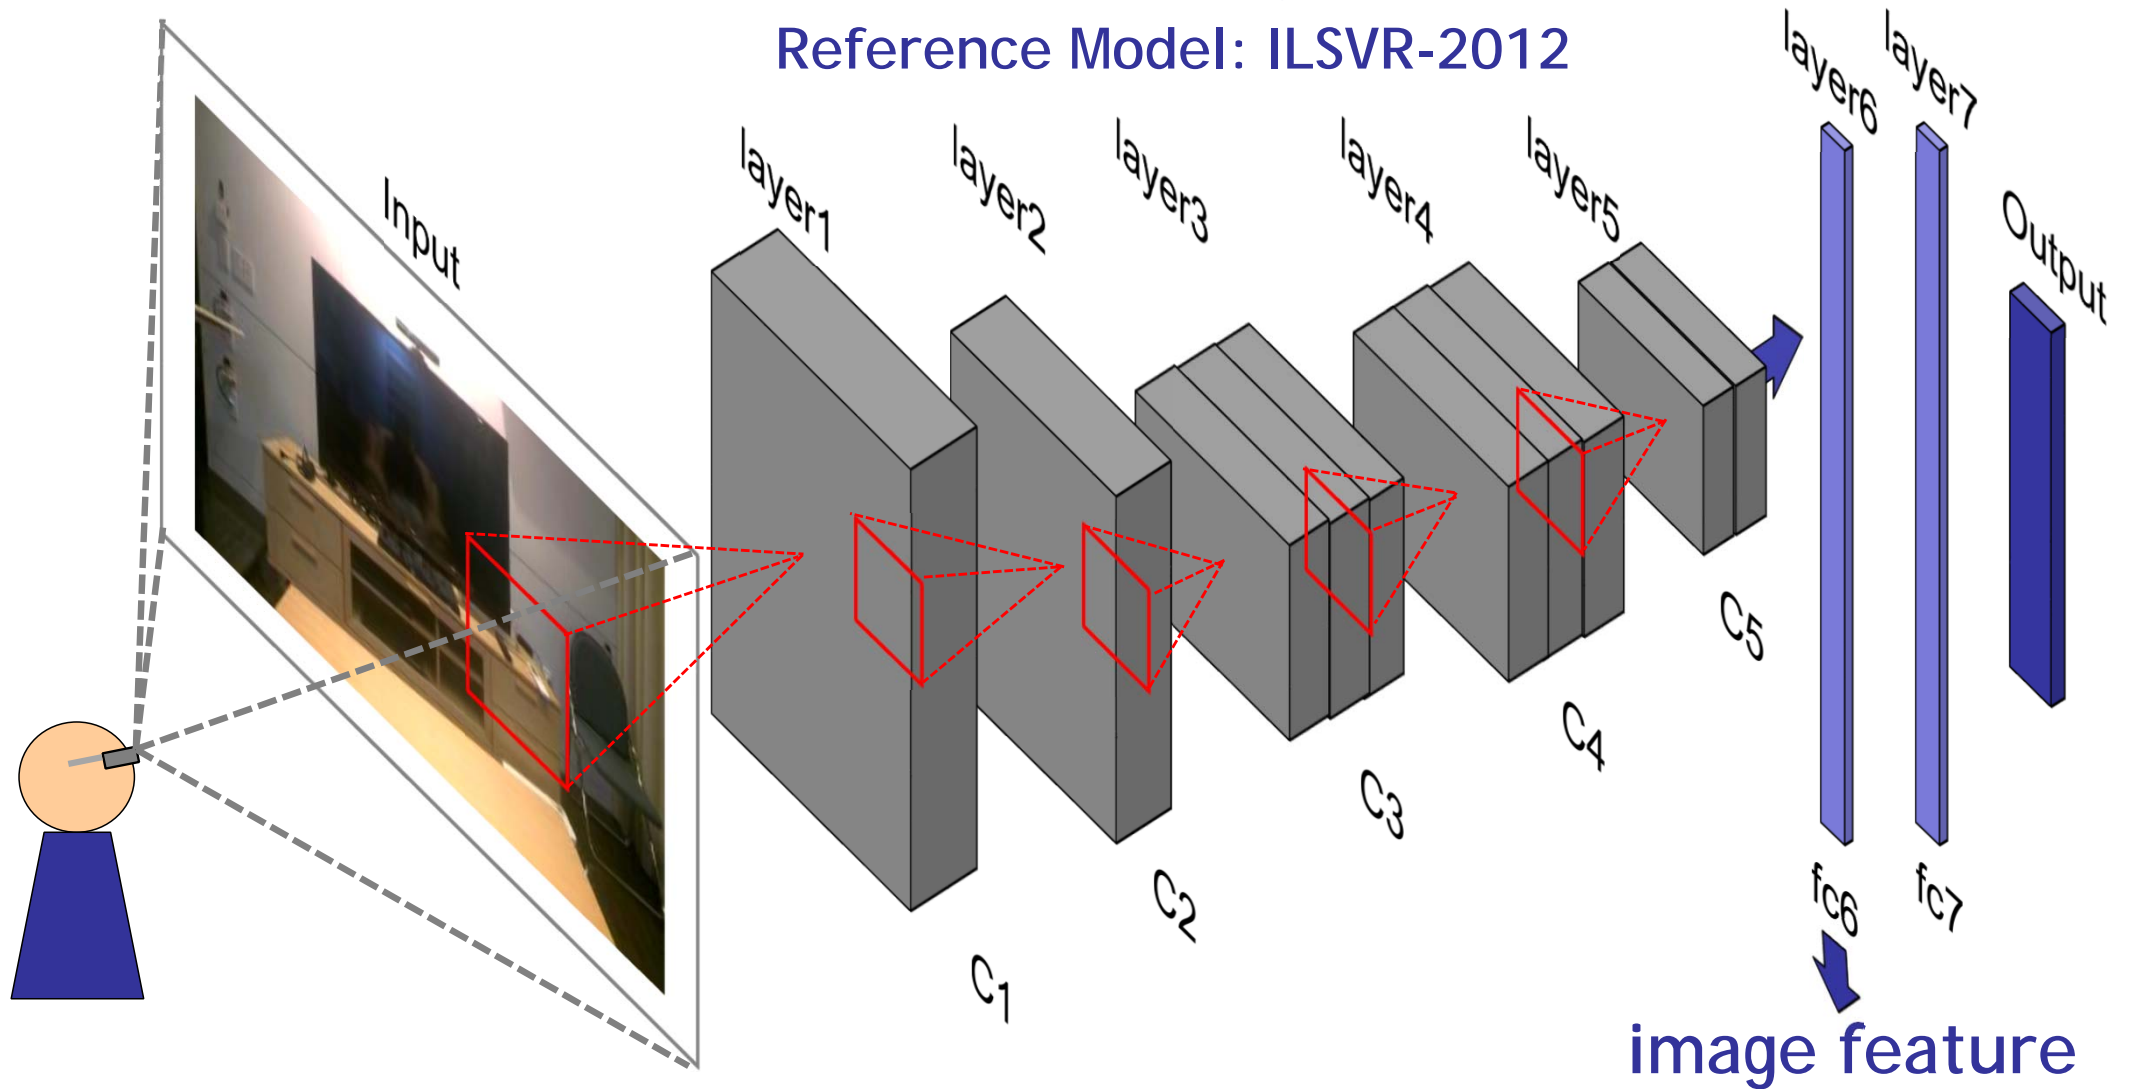 Reference Model: ILSVR-2012
Input
layer1
layer2
layer3
layer4
layer5
layer6
layer7
Output
C1
C2
C3
C4
C5
fc6
fc7
image feature